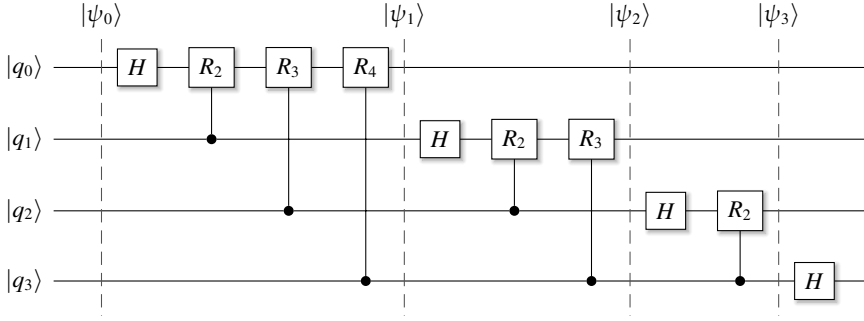 |ψ₀⟩ |ψ₁⟩ |ψ₂⟩ |ψ₃⟩
|q₀⟩ H R₂ R₃ R₄
|q₁⟩ H R₂ R₃
|q₂⟩ H R₂
|q₃⟩ H